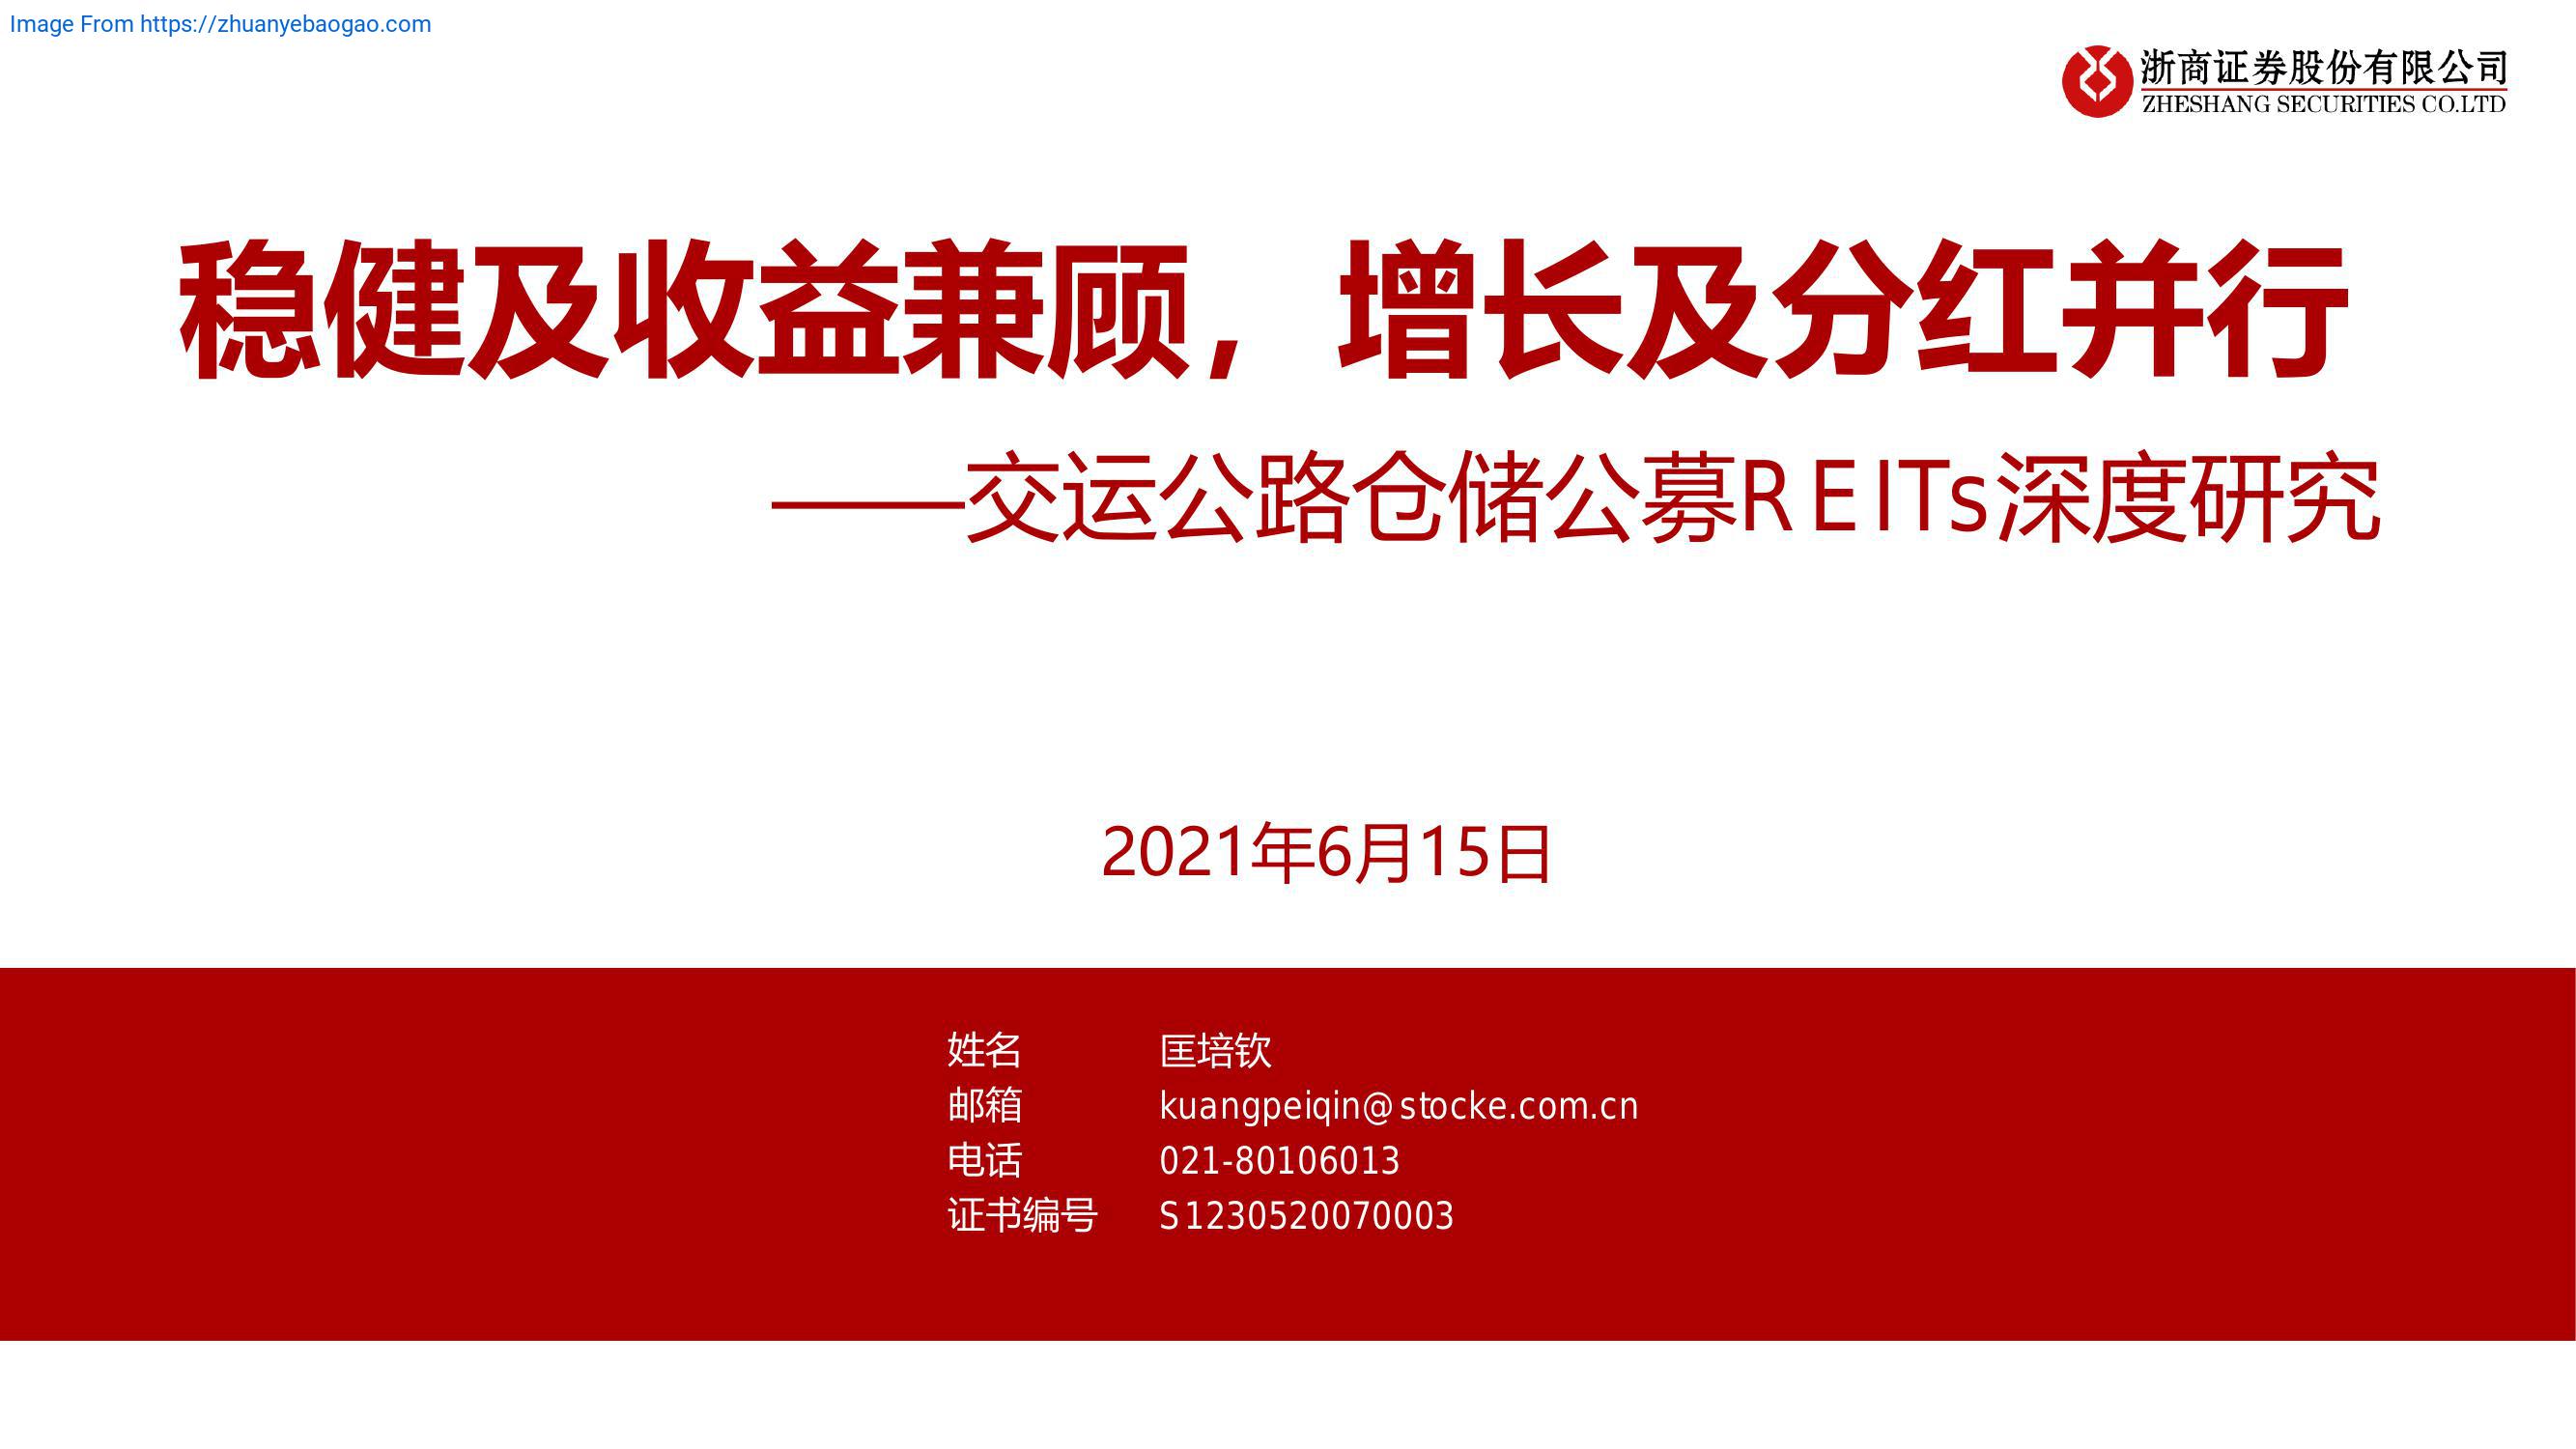 Image From https://zhuanyebaogao.com
浙商证券股份有限公司
ZHESHANG SECURITIES CO.LTD
稳健及收益兼顾，增长及分红并行
——交运公路仓储公募REITs深度研究
2021年6月15日
姓名 匡培钦
邮箱 kuangpeiqin@stocke.com.cn
电话 021-80106013
证书编号 S1230520070003